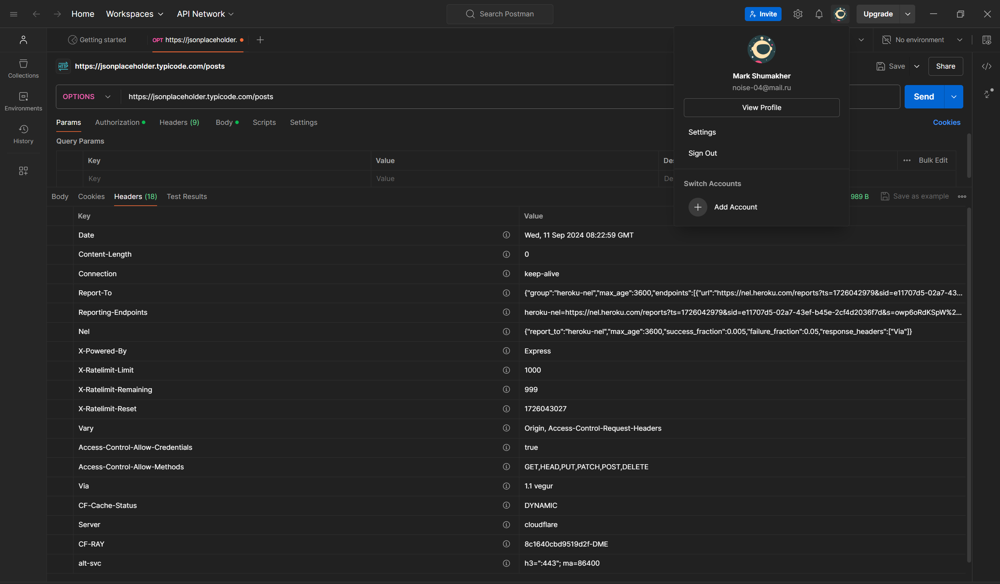 Home Workspaces API Network Search Postman Invite Upgrade
Getting started OPT https://jsonplaceholder. No environment
HTTP https://jsonplaceholder.typicode.com/posts Save Share
OPTIONS https://jsonplaceholder.typicode.com/posts Send
Collections
Environments
History
Params Authorization Headers (9) Body Scripts Settings Cookies
Query Params
Key Value Des Bulk Edit
Key Value De
Mark Shumakher
noise-04@mail.ru
View Profile
Settings
Sign Out
Switch Accounts
Add Account
Body Cookies Headers (18) Test Results 989 B Save as example
Key Value
Date Wed, 11 Sep 2024 08:22:59 GMT
Content-Length 0
Connection keep-alive
Report-To {"group":"heroku-nel","max_age":3600,"endpoints":[{"url":"https://nel.heroku.com/reports?ts=1726042979&sid=e11707d5-02a7-43...
Reporting-Endpoints heroku-nel=https://nel.heroku.com/reports?ts=1726042979&sid=e11707d5-02a7-43ef-b45e-2cf4d2036f7d&s=owp6oRdKSpW%2...
Nel {"report_to":"heroku-nel","max_age":3600,"success_fraction":0.005,"failure_fraction":0.05,"response_headers":["Via"]}
X-Powered-By Express
X-Ratelimit-Limit 1000
X-Ratelimit-Remaining 999
X-Ratelimit-Reset 1726043027
Vary Origin, Access-Control-Request-Headers
Access-Control-Allow-Credentials true
Access-Control-Allow-Methods GET,HEAD,PUT,PATCH,POST,DELETE
Via 1.1 vegur
CF-Cache-Status DYNAMIC
Server cloudflare
CF-RAY 8c1640cbd9519d2f-DME
alt-svc h3=":443"; ma=86400